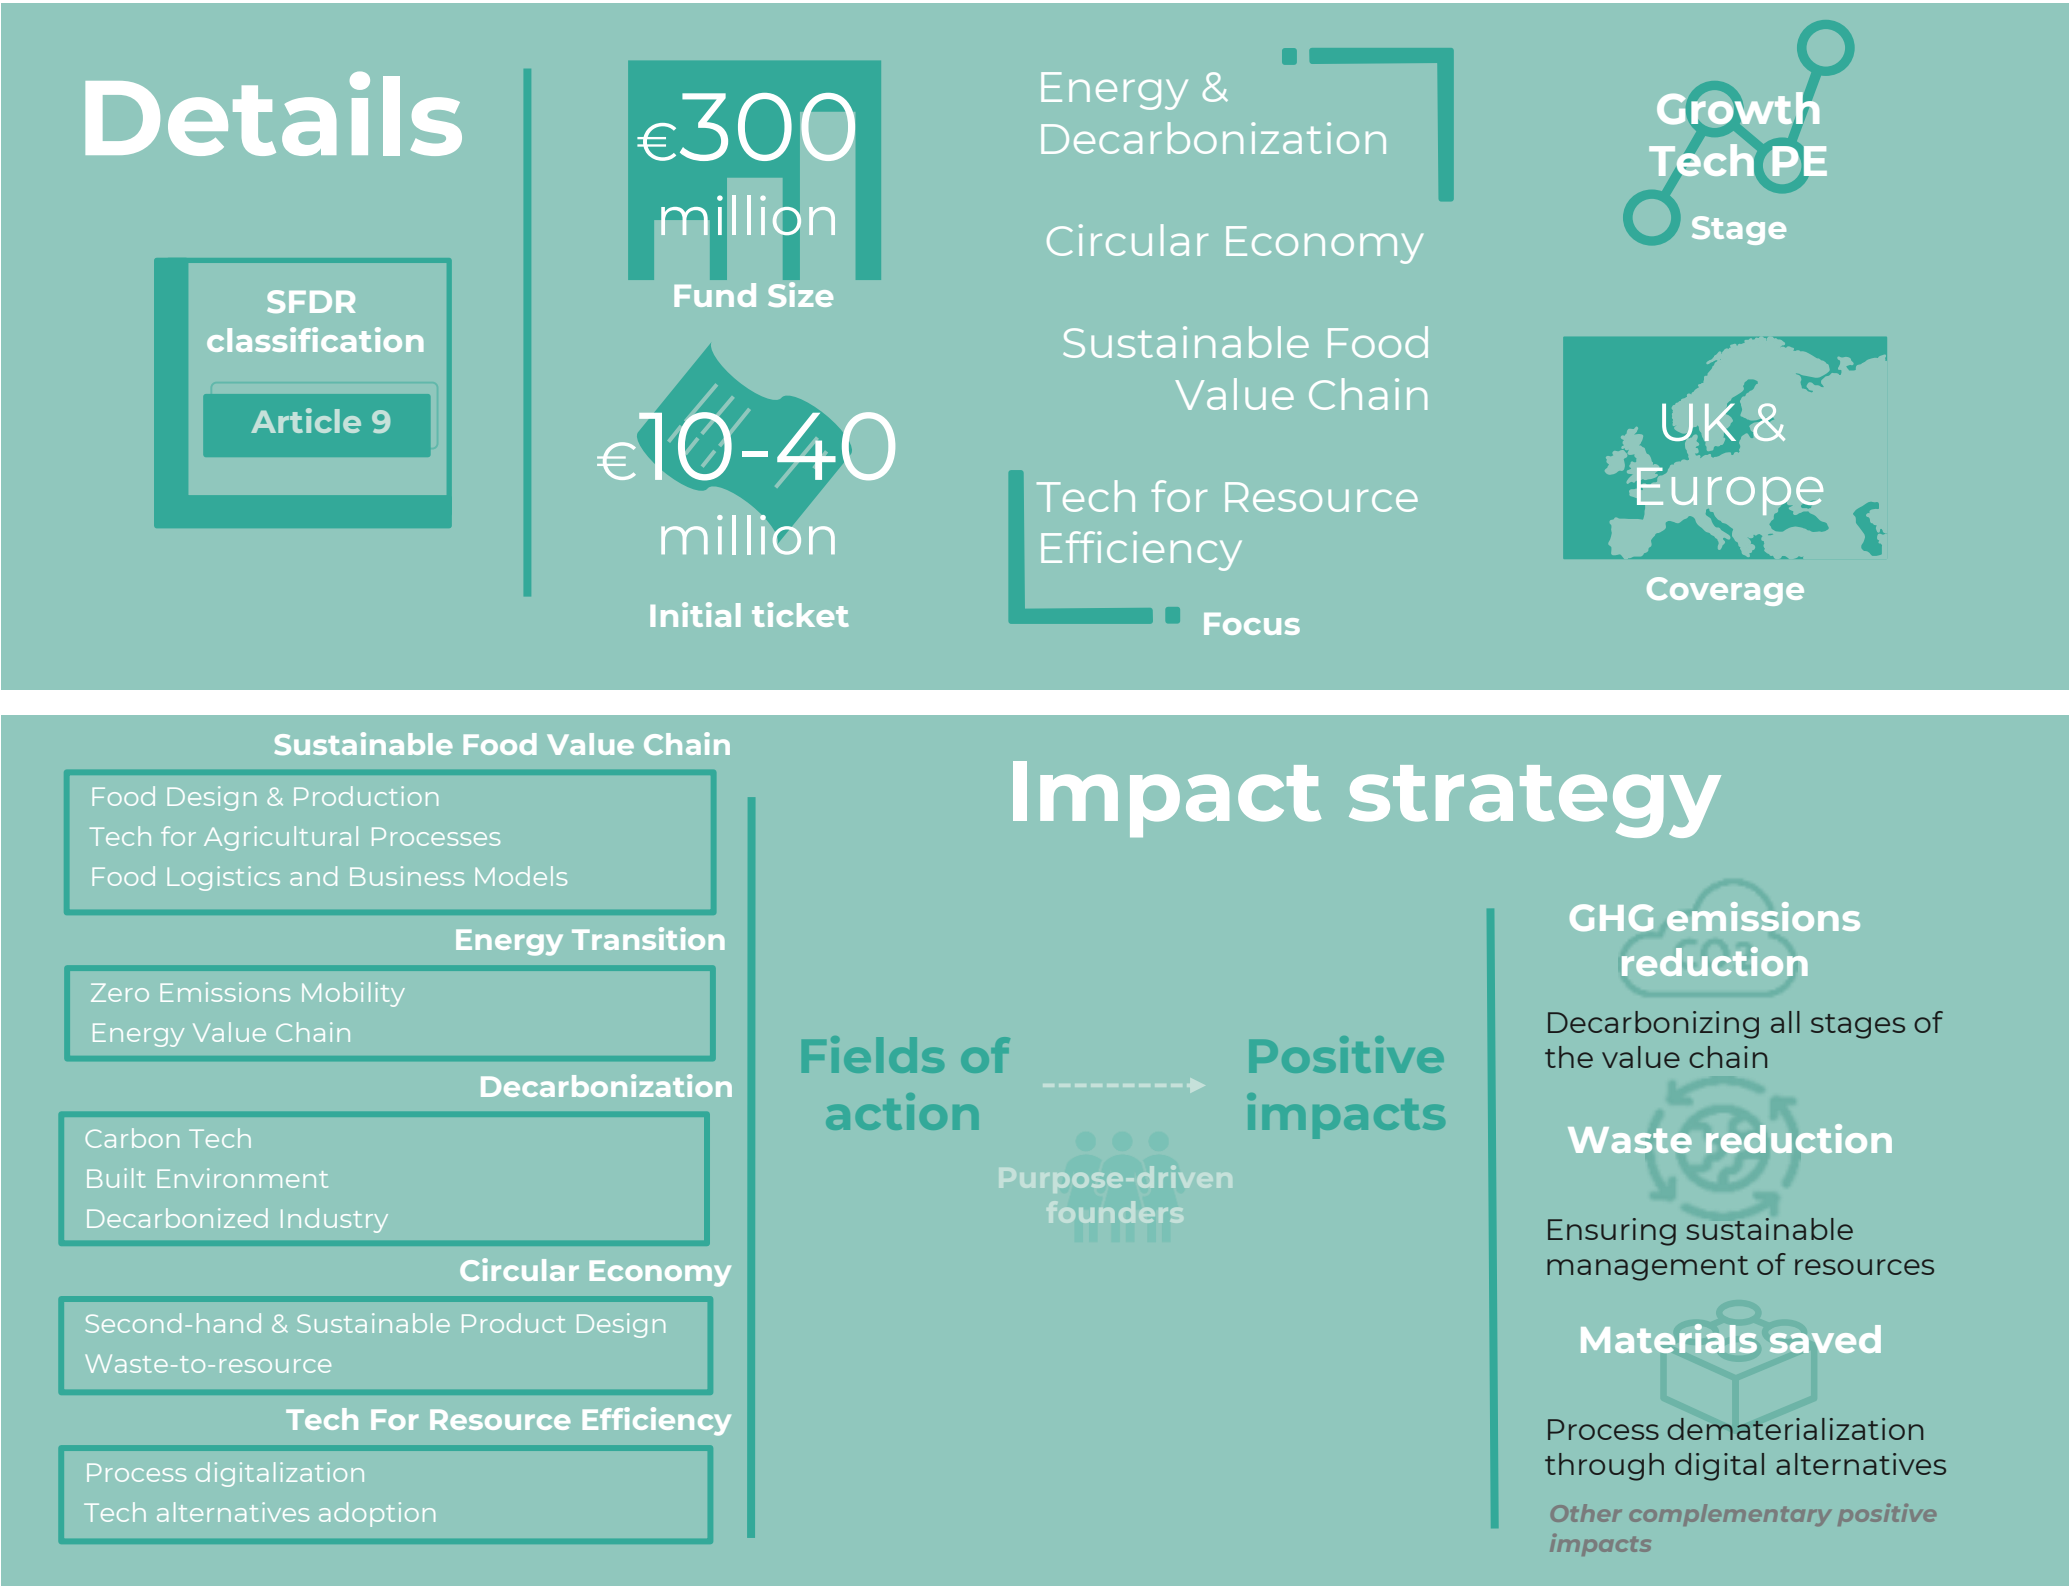 Details
SFDR
classification
Article 9
€300
million
Fund Size
€10-40
million
Initial ticket
Energy &
Decarbonization
Circular Economy
Sustainable Food
Value Chain
Tech for Resource
Efficiency
Focus
Growth
Tech PE
Stage
UK &
Europe
Coverage
Impact strategy
Sustainable Food Value Chain
Food Design & Production
Tech for Agricultural Processes
Food Logistics and Business Models
Energy Transition
Zero Emissions Mobility
Energy Value Chain
Decarbonization
Carbon Tech
Built Environment
Decarbonized Industry
Circular Economy
Second-hand & Sustainable Product Design
Waste-to-resource
Tech For Resource Efficiency
Process digitalization
Tech alternatives adoption
Fields of
action
Purpose-driven
founders
Positive
impacts
GHG emissions
reduction
CO2
Decarbonizing all stages of
the value chain
Waste reduction
Ensuring sustainable
management of resources
Materials saved
Process dematerialization
through digital alternatives
Other complementary positive
impacts